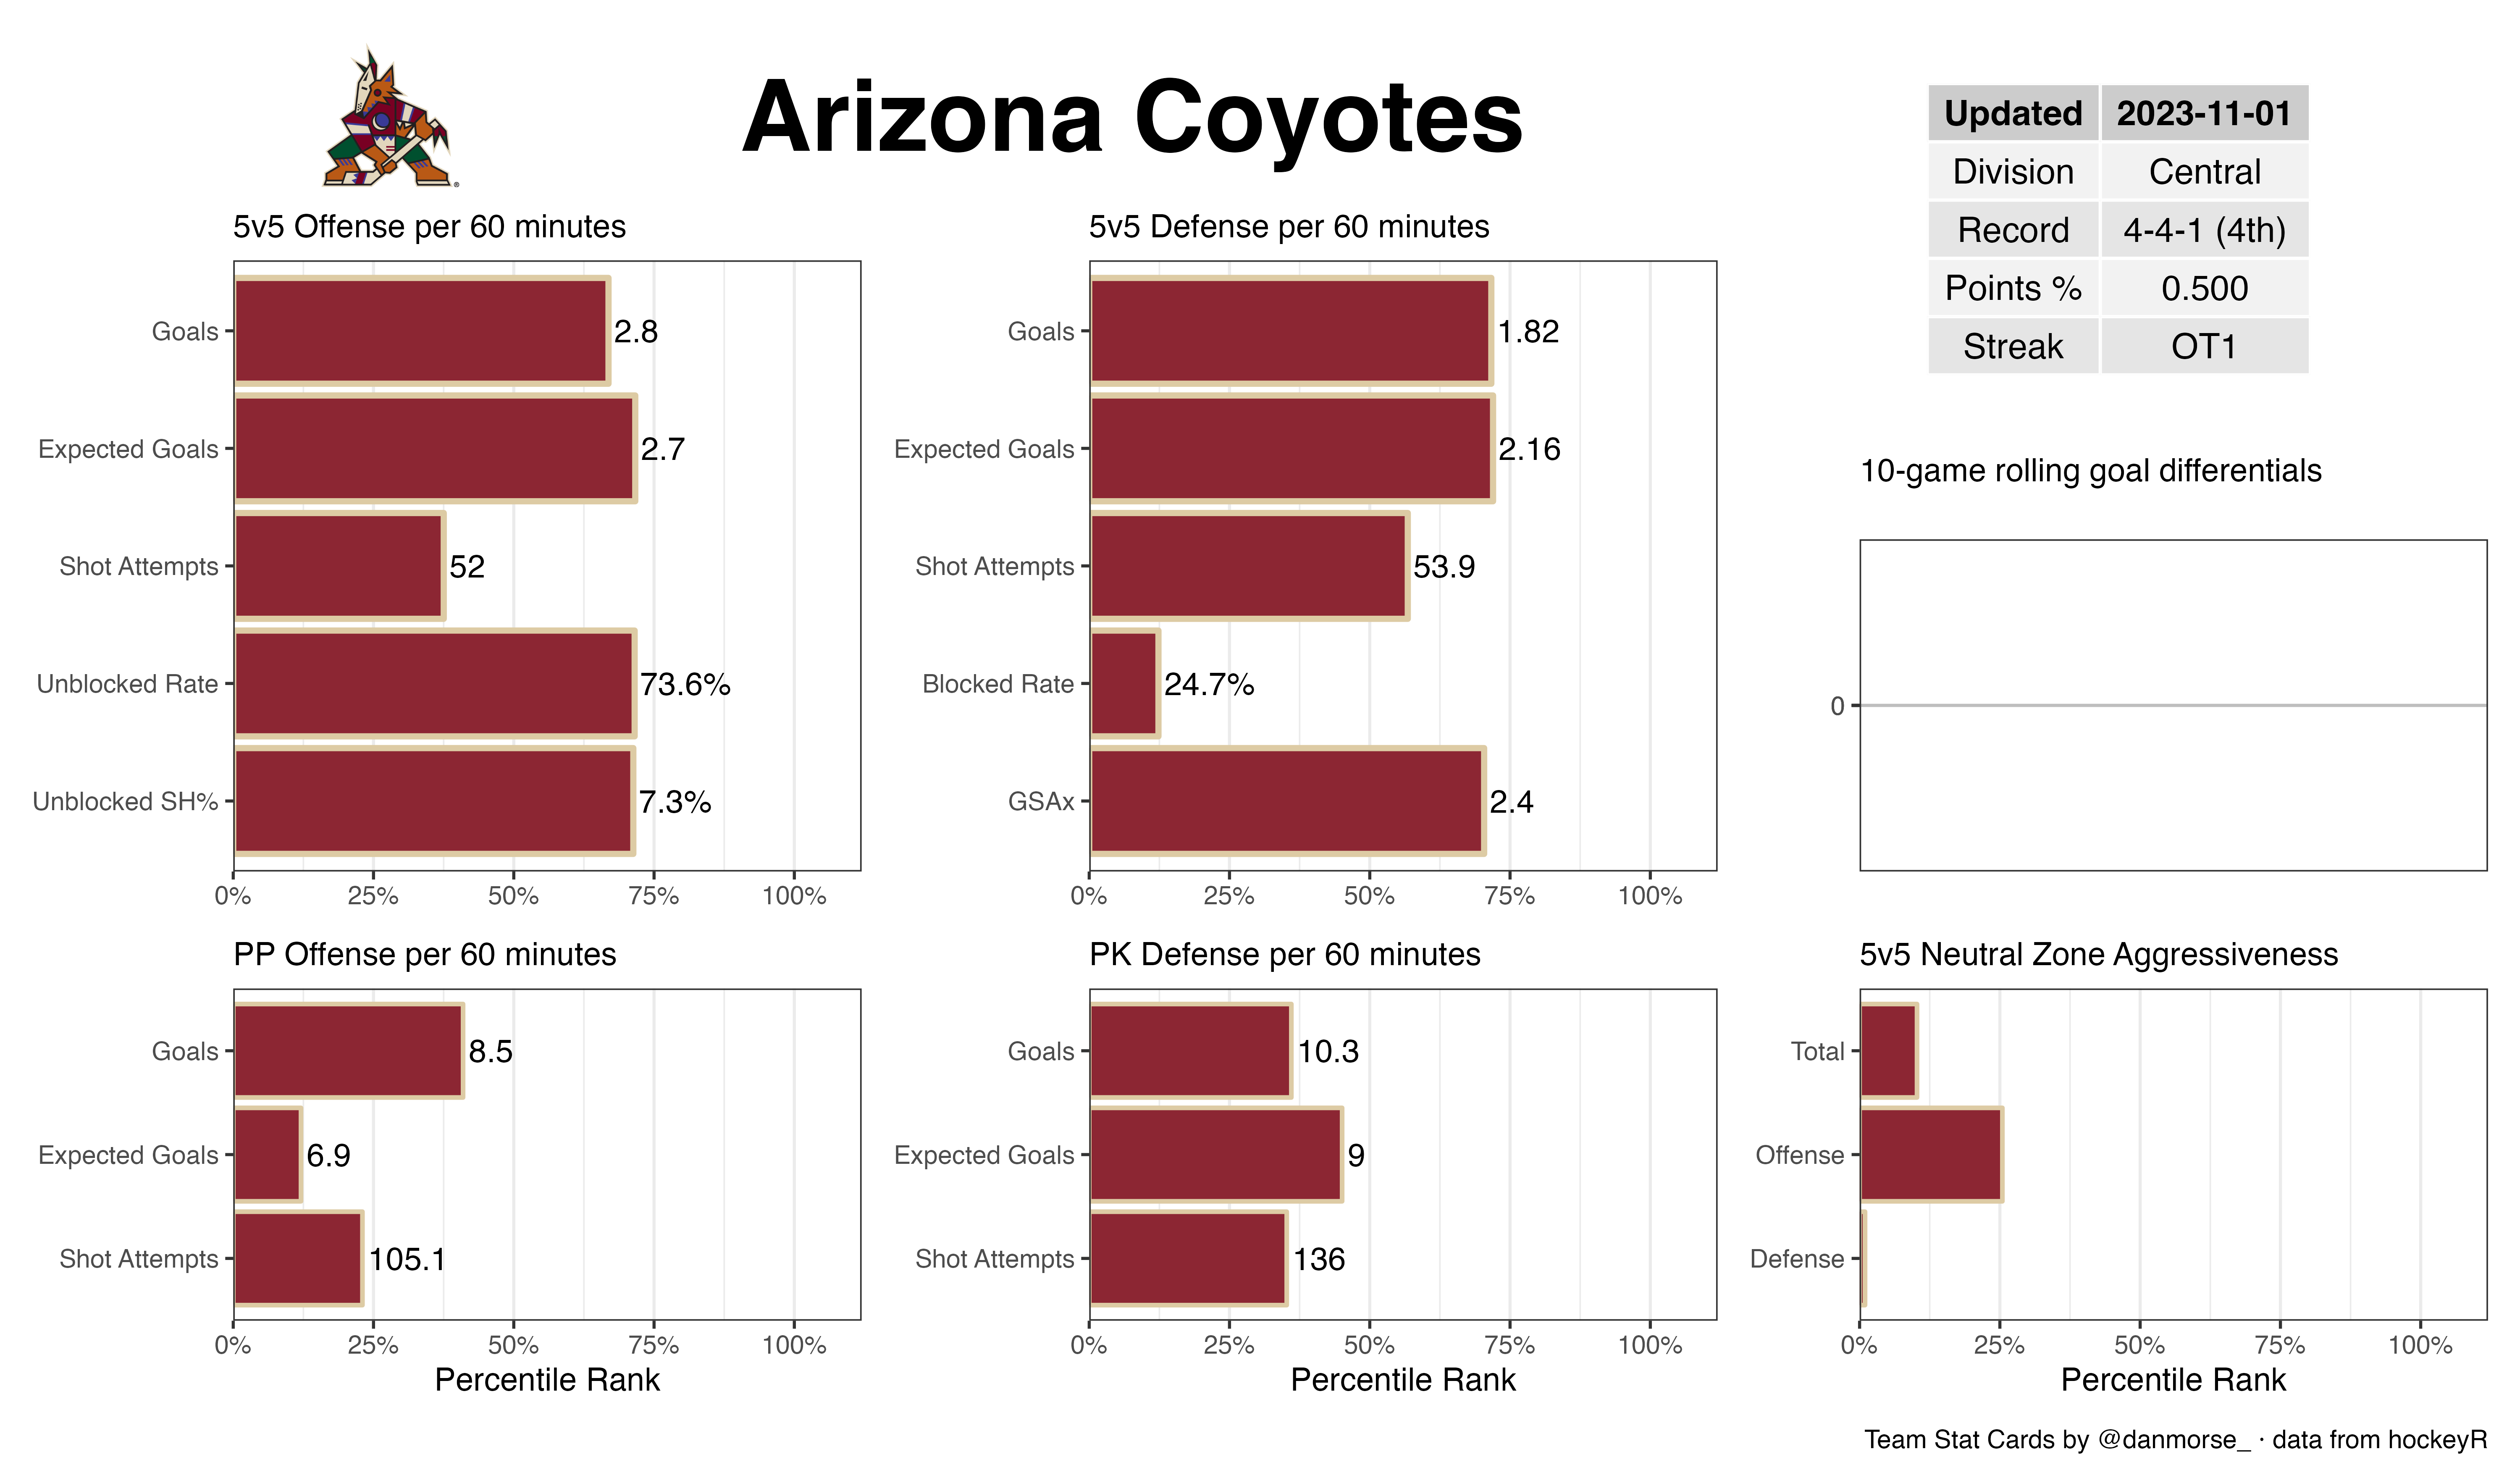 Arizona Coyotes
Updated 2023-11-01
Division Central
Record 4-4-1 (4th)
Points % 0.500
Streak OT1
5v5 Offense per 60 minutes
Goals 2.8
Expected Goals 2.7
Shot Attempts 52
Unblocked Rate 73.6%
Unblocked SH% 7.3%
0% 25% 50% 75% 100%
5v5 Defense per 60 minutes
Goals 1.82
Expected Goals 2.16
Shot Attempts 53.9
Blocked Rate 24.7%
GSAx 2.4
0% 25% 50% 75% 100%
10-game rolling goal differentials
0
PP Offense per 60 minutes
Goals 8.5
Expected Goals 6.9
Shot Attempts 105.1
0% 25% 50% 75% 100%
Percentile Rank
PK Defense per 60 minutes
Goals 10.3
Expected Goals 9
Shot Attempts 136
0% 25% 50% 75% 100%
Percentile Rank
5v5 Neutral Zone Aggressiveness
Total
Offense
Defense
0% 25% 50% 75% 100%
Percentile Rank
Team Stat Cards by @danmorse_ · data from hockeyR